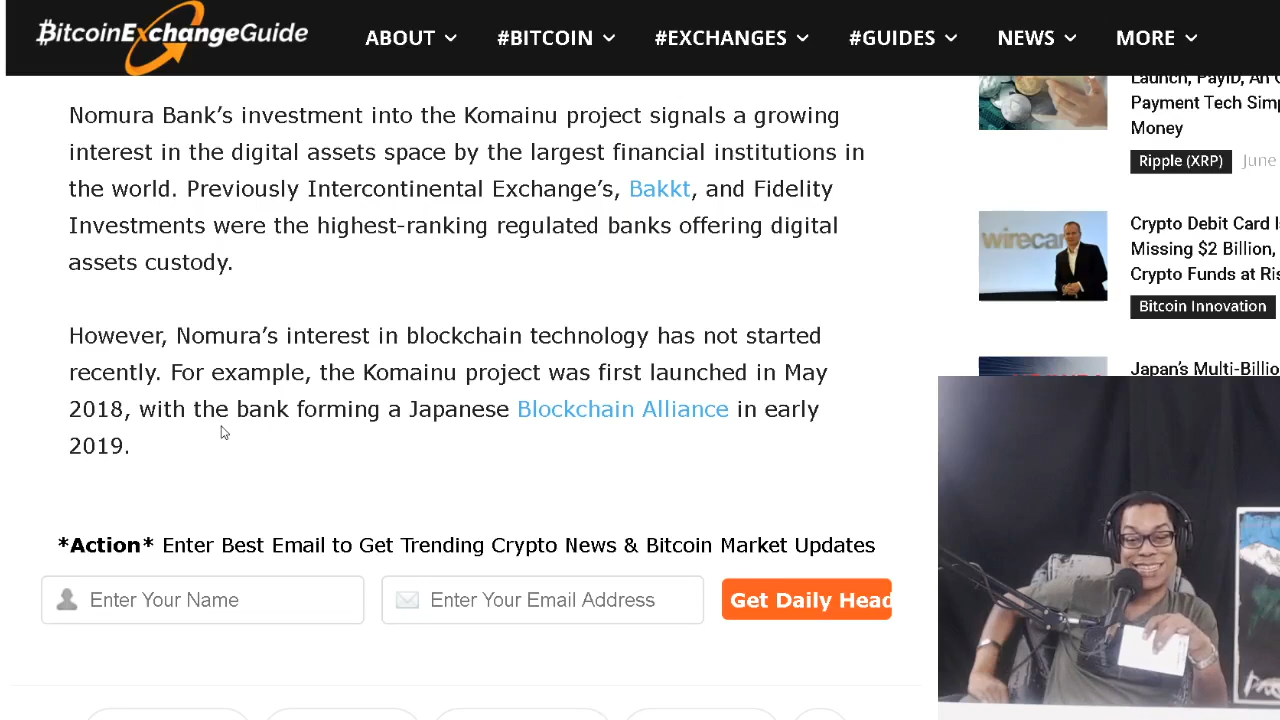 BitcoinExchangeGuide
ABOUT #BITCOIN #EXCHANGES #GUIDES NEWS MORE
Nomura Bank’s investment into the Komainu project signals a growing
interest in the digital assets space by the largest financial institutions in
the world. Previously Intercontinental Exchange’s, Bakkt, and Fidelity
Investments were the highest-ranking regulated banks offering digital
assets custody.
However, Nomura’s interest in blockchain technology has not started
recently. For example, the Komainu project was first launched in May
2018, with the bank forming a Japanese Blockchain Alliance in early
2019.
*Action* Enter Best Email to Get Trending Crypto News & Bitcoin Market Updates
Enter Your Name
Enter Your Email Address
Get Daily Head
Launch, PayID, An
Payment Tech Sim
Money
Ripple (XRP) June
wirecar
Crypto Debit Card
Missing $2 Billion,
Crypto Funds at
Bitcoin Innovation
Japan’s Multi-Billio